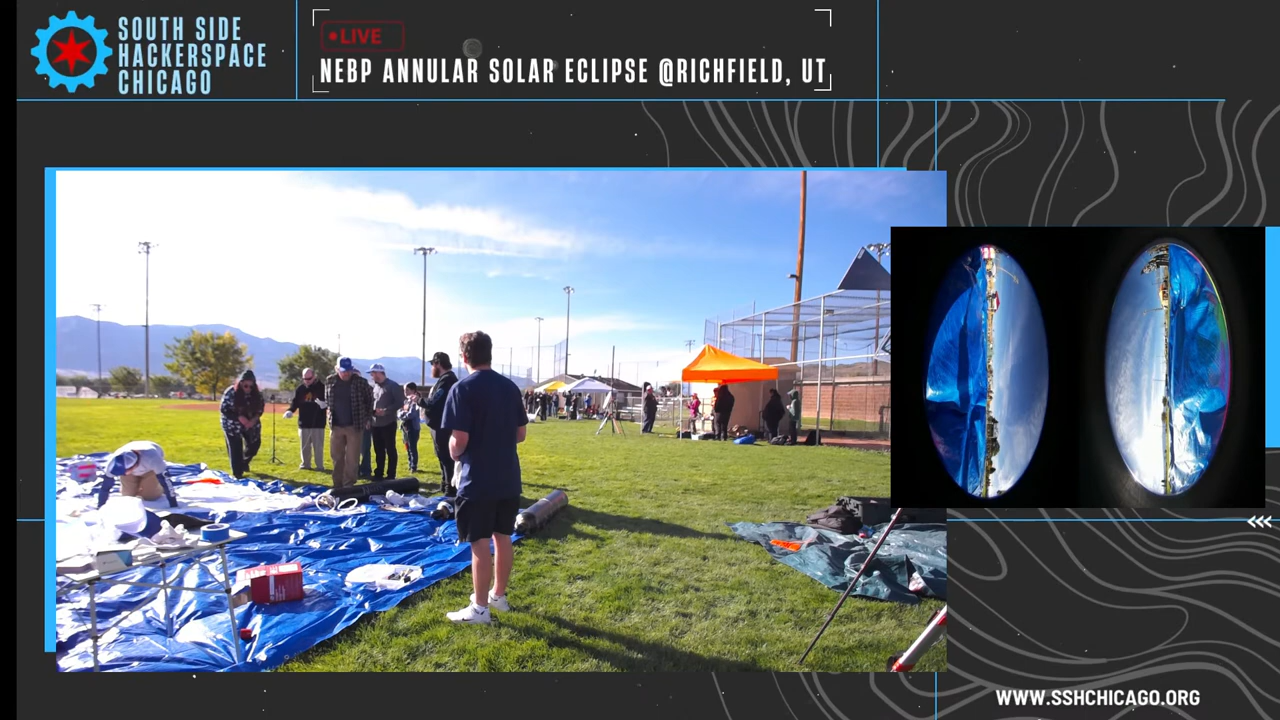 SOUTH SIDE
HACKERSPACE
CHICAGO
LIVE
NEBP ANNULAR SOLAR ECLIPSE @RICHFIELD, UT
WWW.SSHCHICAGO.ORG